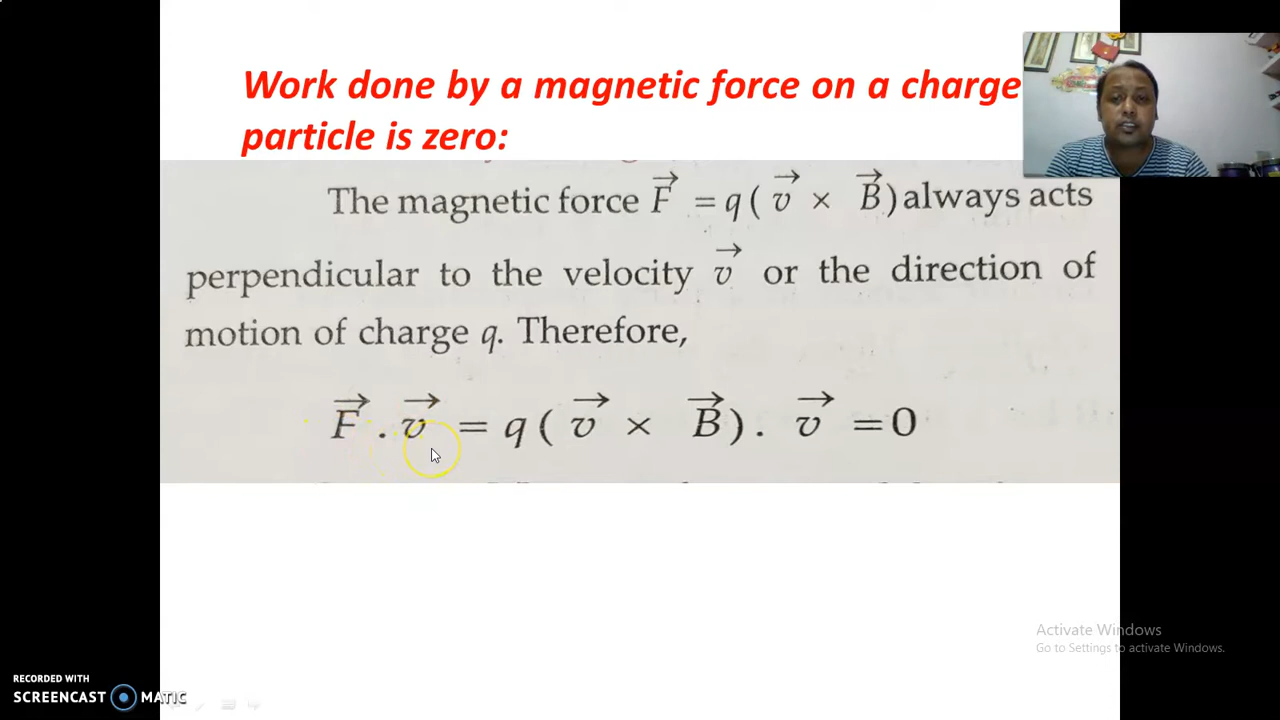 Work done by a magnetic force on a charge
particle is zero:
The magnetic force F⃗ = q(v⃗ × B⃗) always acts
perpendicular to the velocity v⃗ or the direction of
motion of charge q. Therefore,
F⃗ . v⃗ = q(v⃗ × B⃗). v⃗ = 0
Activate Windows
Go to Settings to activate Windows.
RECORDED WITH
SCREENCAST MATIC